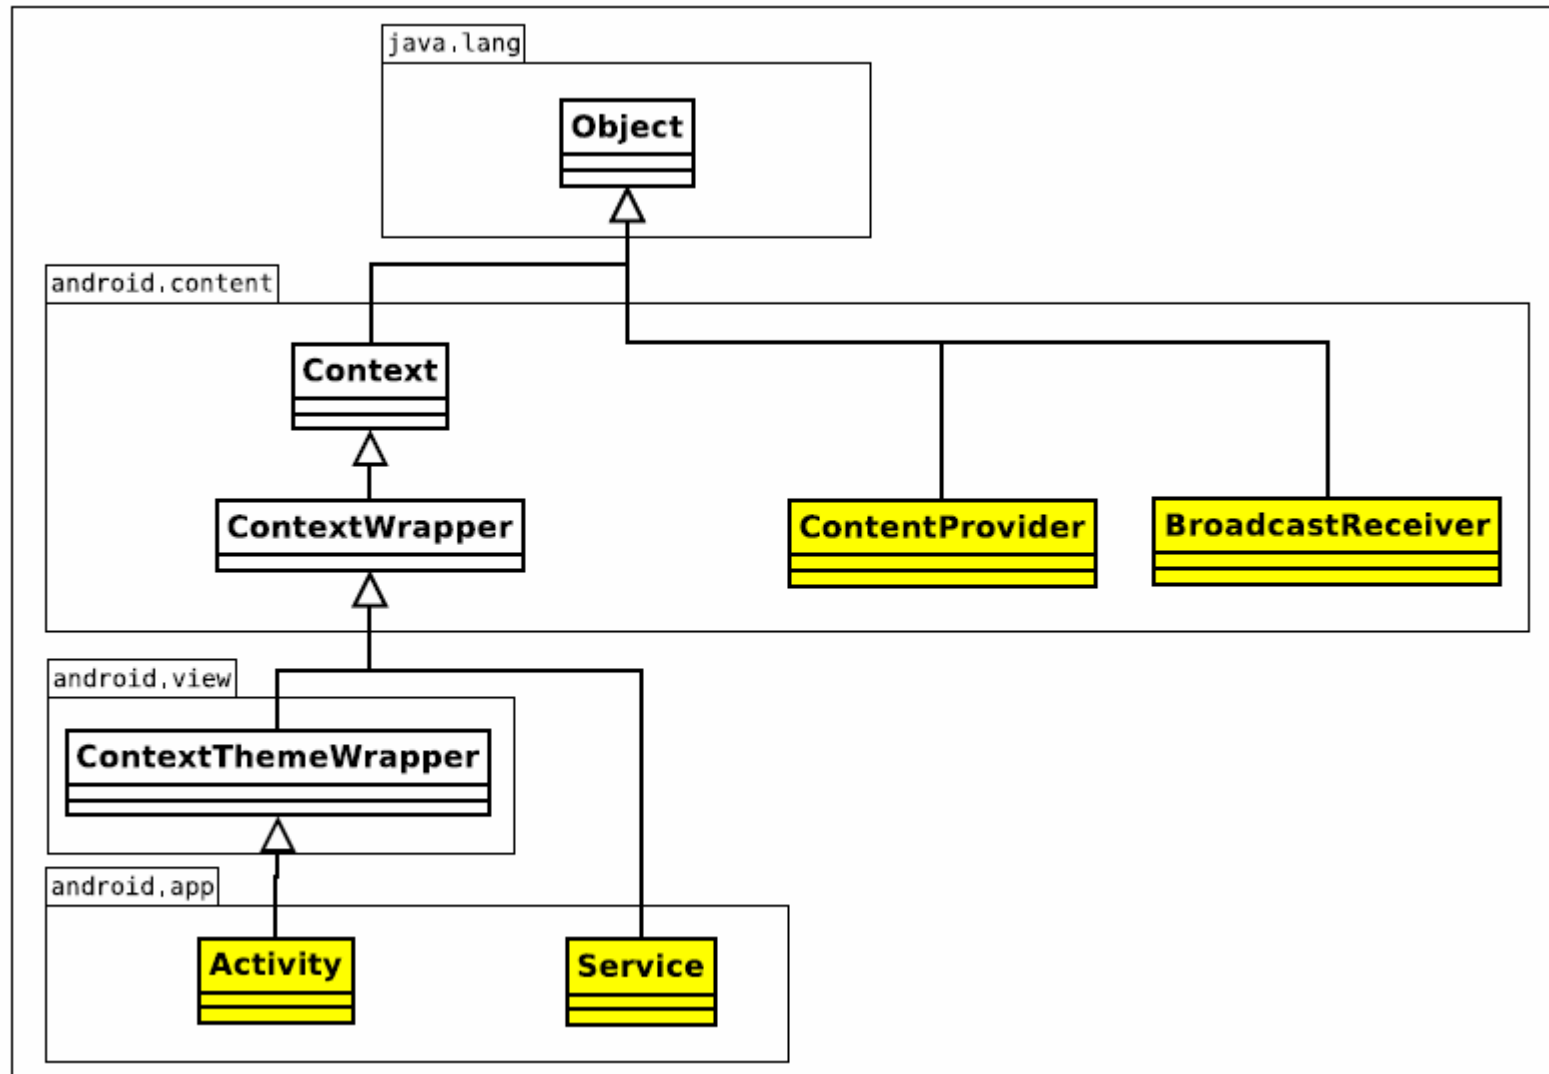 java.lang
Object
android.content
Context
ContextWrapper
ContentProvider
BroadcastReceiver
android.view
ContextThemeWrapper
android.app
Activity
Service